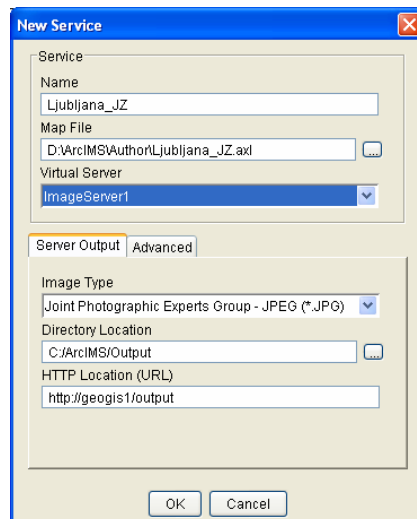 New Service
Service
Name
Ljubljana_JZ
Map File
D:\ArcIMS\Author\Ljubljana_JZ.axl
...
Virtual Server
ImageServer1
Server Output
Advanced
Image Type
Joint Photographic Experts Group - JPEG (*.JPG)
Directory Location
C:/ArcIMS/Output
...
HTTP Location (URL)
http://geogis1/output
OK
Cancel